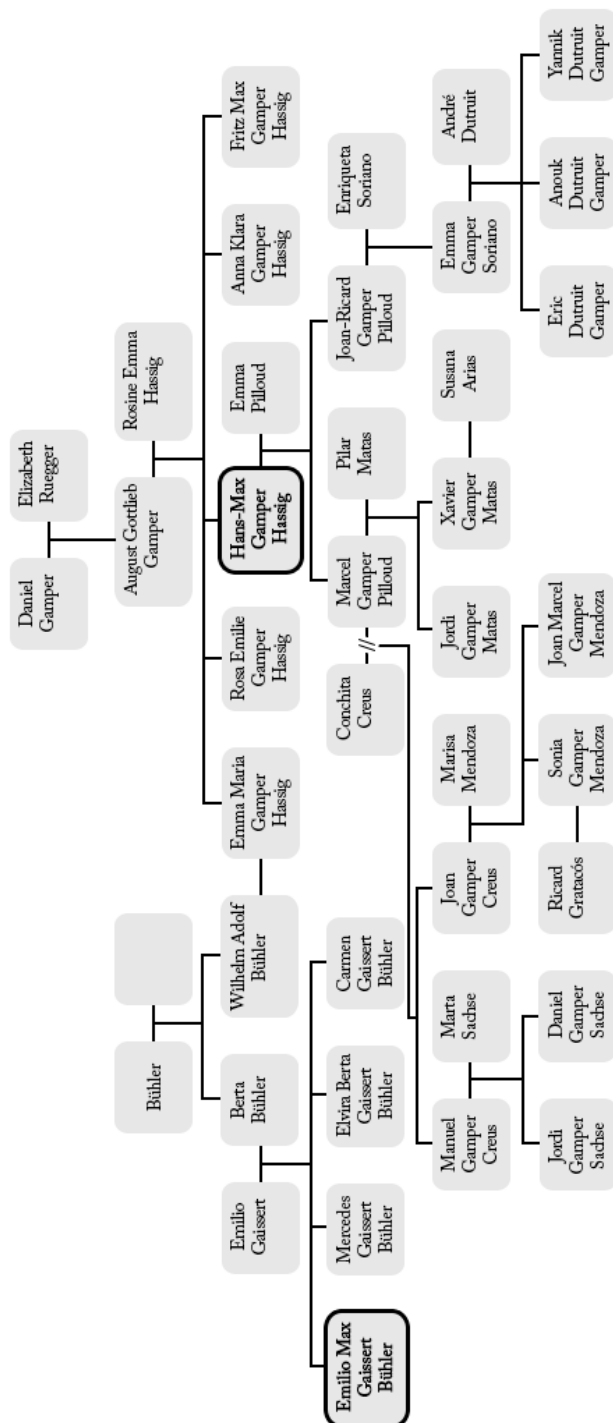 Daniel
Gamper
Elizabeth
Ruegger
Bühler
August Gottlieb
Gamper
Rosine Emma
Hassig
Emilio
Gaissert
Berta
Bühler
Wilhelm Adolf
Bühler
Emma Maria
Gamper
Hassig
Rosa Emilie
Gamper
Hassig
Hans-Max
Gamper
Hassig
Emma
Pilloud
Anna Klara
Gamper
Hassig
Fritz Max
Gamper
Hassig
Emilio Max
Gaissert
Bühler
Mercedes
Gaissert
Bühler
Elvira Berta
Gaissert
Bühler
Carmen
Gaissert
Bühler
Conchita
Creus
//
Marcel
Gamper
Pilloud
Pilar
Matas
Joan-Ricard
Gamper
Pilloud
Enriqueta
Soriano
Manuel
Gamper
Creus
Marta
Sachse
Joan
Gamper
Creus
Marisa
Mendoza
Jordi
Gamper
Matas
Xavier
Gamper
Matas
Susana
Arias
Emma
Gamper
Soriano
André
Dutruit
Jordi
Gamper
Sachse
Daniel
Gamper
Sachse
Ricard
Gratacós
Sonia
Gamper
Mendoza
Joan Marcel
Gamper
Mendoza
Eric
Dutruit
Gamper
Anouk
Dutruit
Gamper
Yannik
Dutruit
Gamper